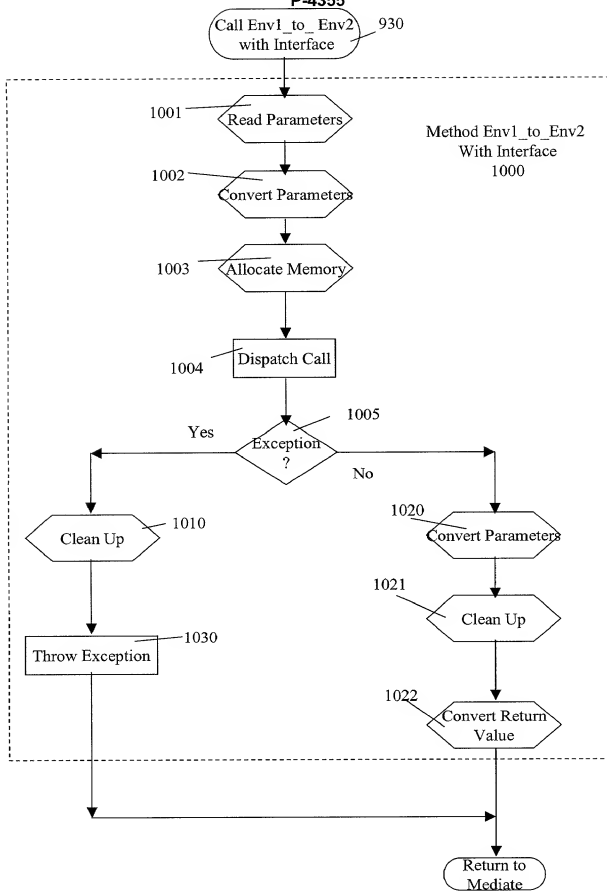 P-4355
Call Env1_to_ Env2
with Interface
930
1001
Read Parameters
Method Env1_to_Env2
With Interface
1000
1002
Convert Parameters
1003
Allocate Memory
1004
Dispatch Call
1005
Exception
?
Yes
No
1010
Clean Up
1020
Convert Parameters
1021
Clean Up
1030
Throw Exception
1022
Convert Return
Value
Return to
Mediate